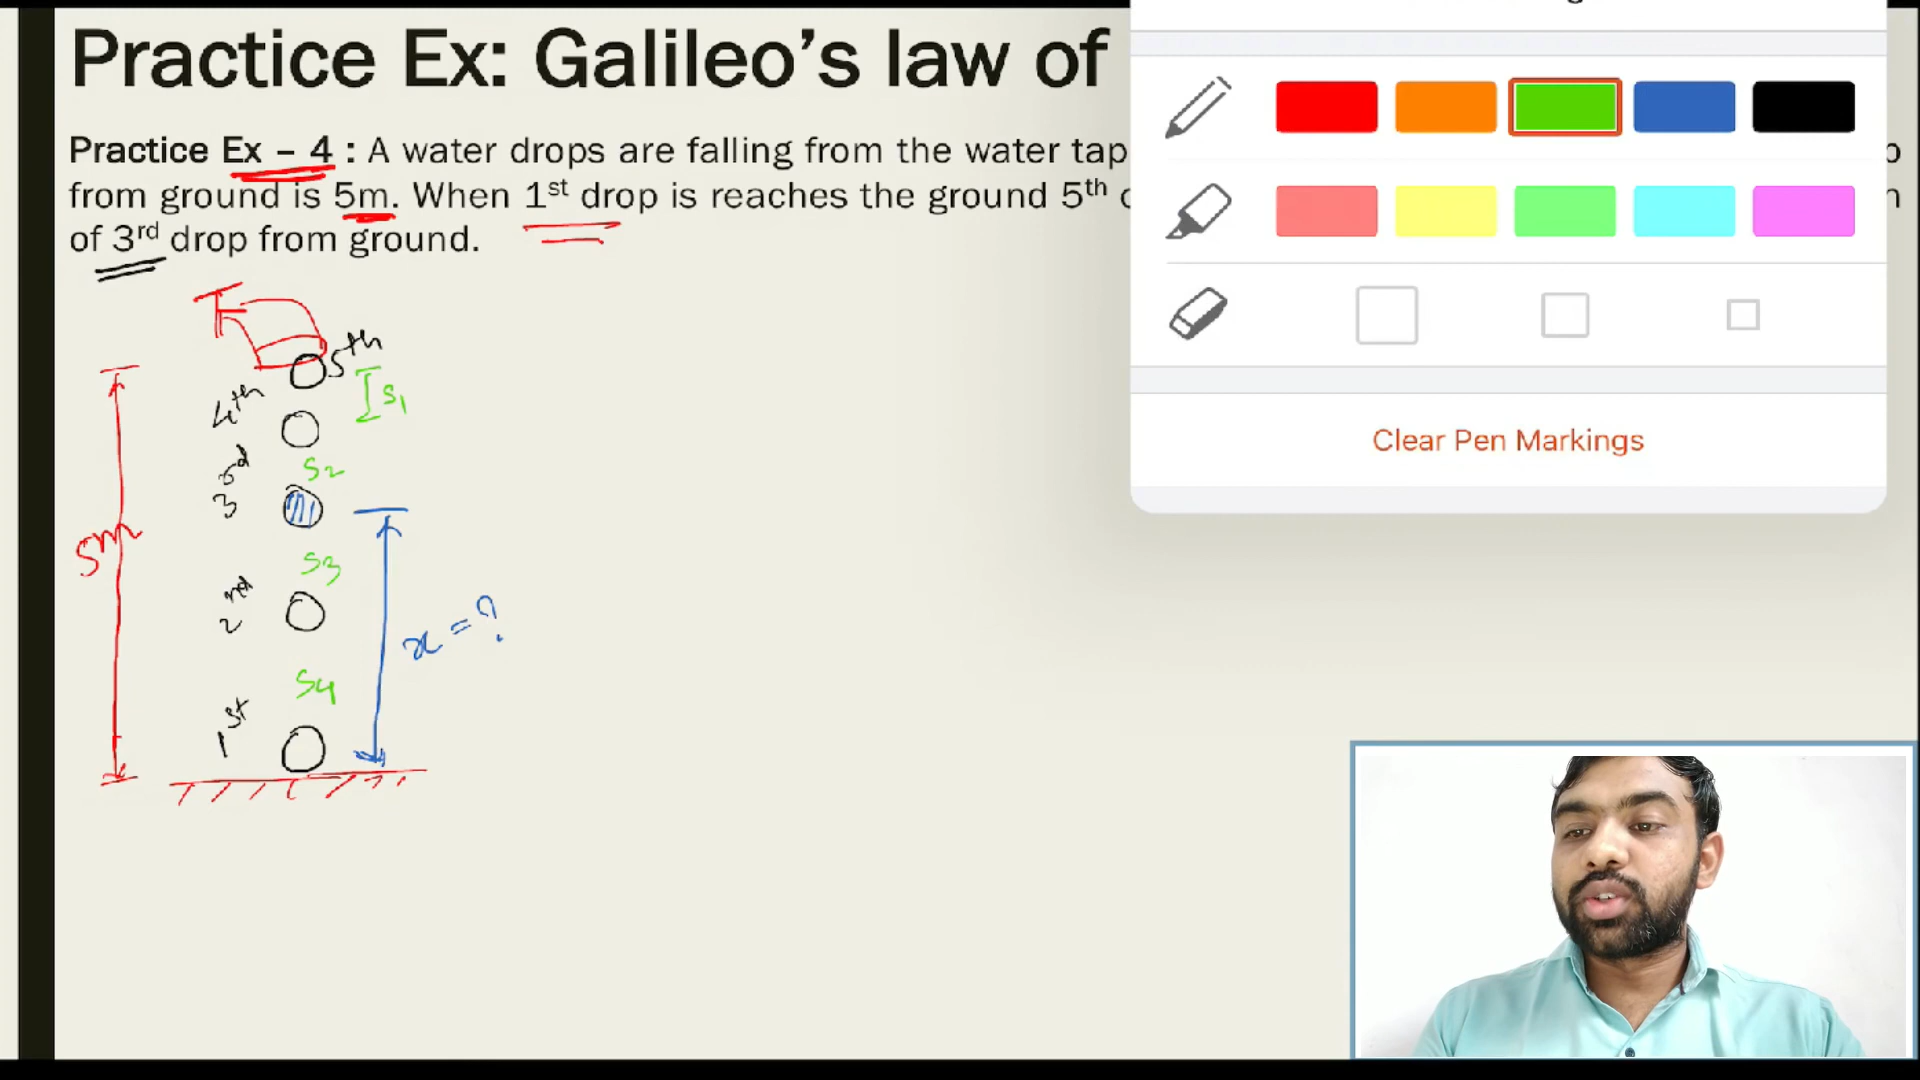 Practice Ex: Galileo's law of
Practice Ex – 4 : A water drops are falling from the water tap
from ground is 5m. When 1st drop is reaches the ground 5th
of 3rd drop from ground.
5th
4th
S1
3rd
S2
5m
S3
2nd
x = ?
S4
1st
Clear Pen Markings